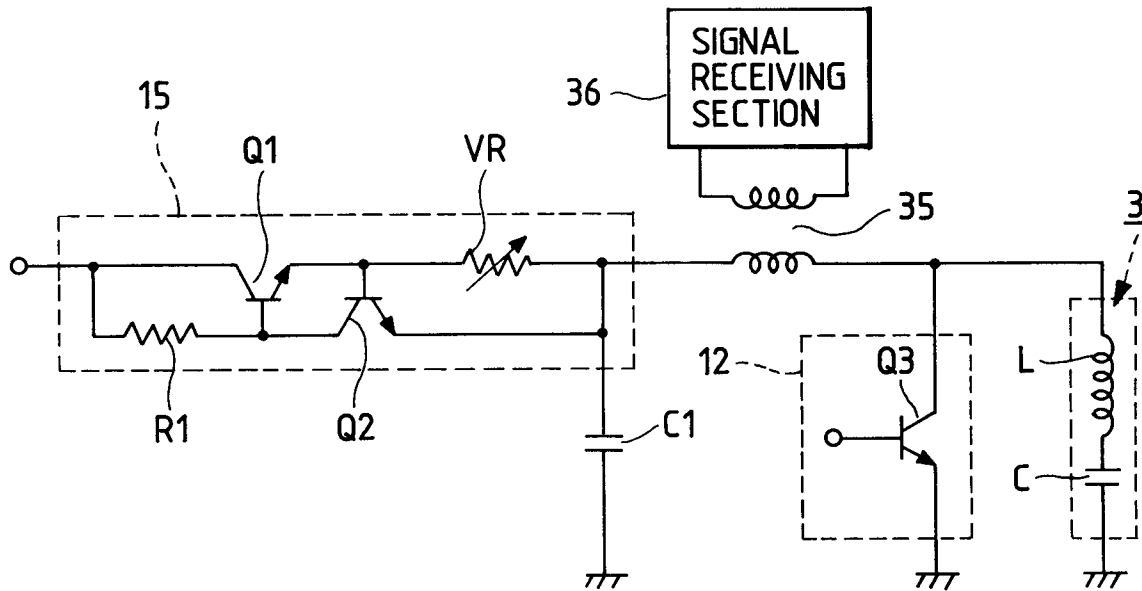 SIGNAL
RECEIVING
SECTION
36
15
Q1
VR
35
3
12
Q3
L
R1
Q2
C1
C